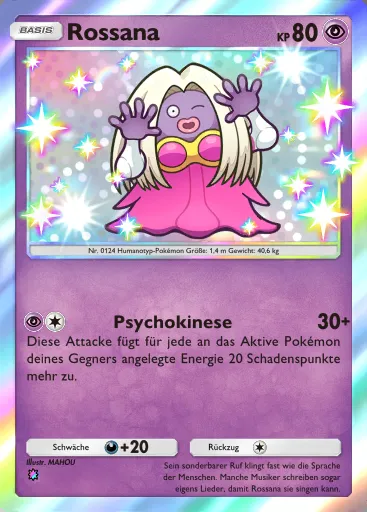 BASIS Rossana KP 80
Nr. 0124 Humanotyp-Pokémon Größe: 1,4 m Gewicht: 40,6 kg
Psychokinese 30+
Diese Attacke fügt für jede an das Aktive Pokémon
deines Gegners angelegte Energie 20 Schadenspunkte
mehr zu.
Schwäche +20 Rückzug
Illustr. MAHOU
Sein sonderbarer Ruf klingt fast wie die Sprache
der Menschen. Manche Musiker schreiben sogar
eigens Lieder, damit Rossana sie singen kann.